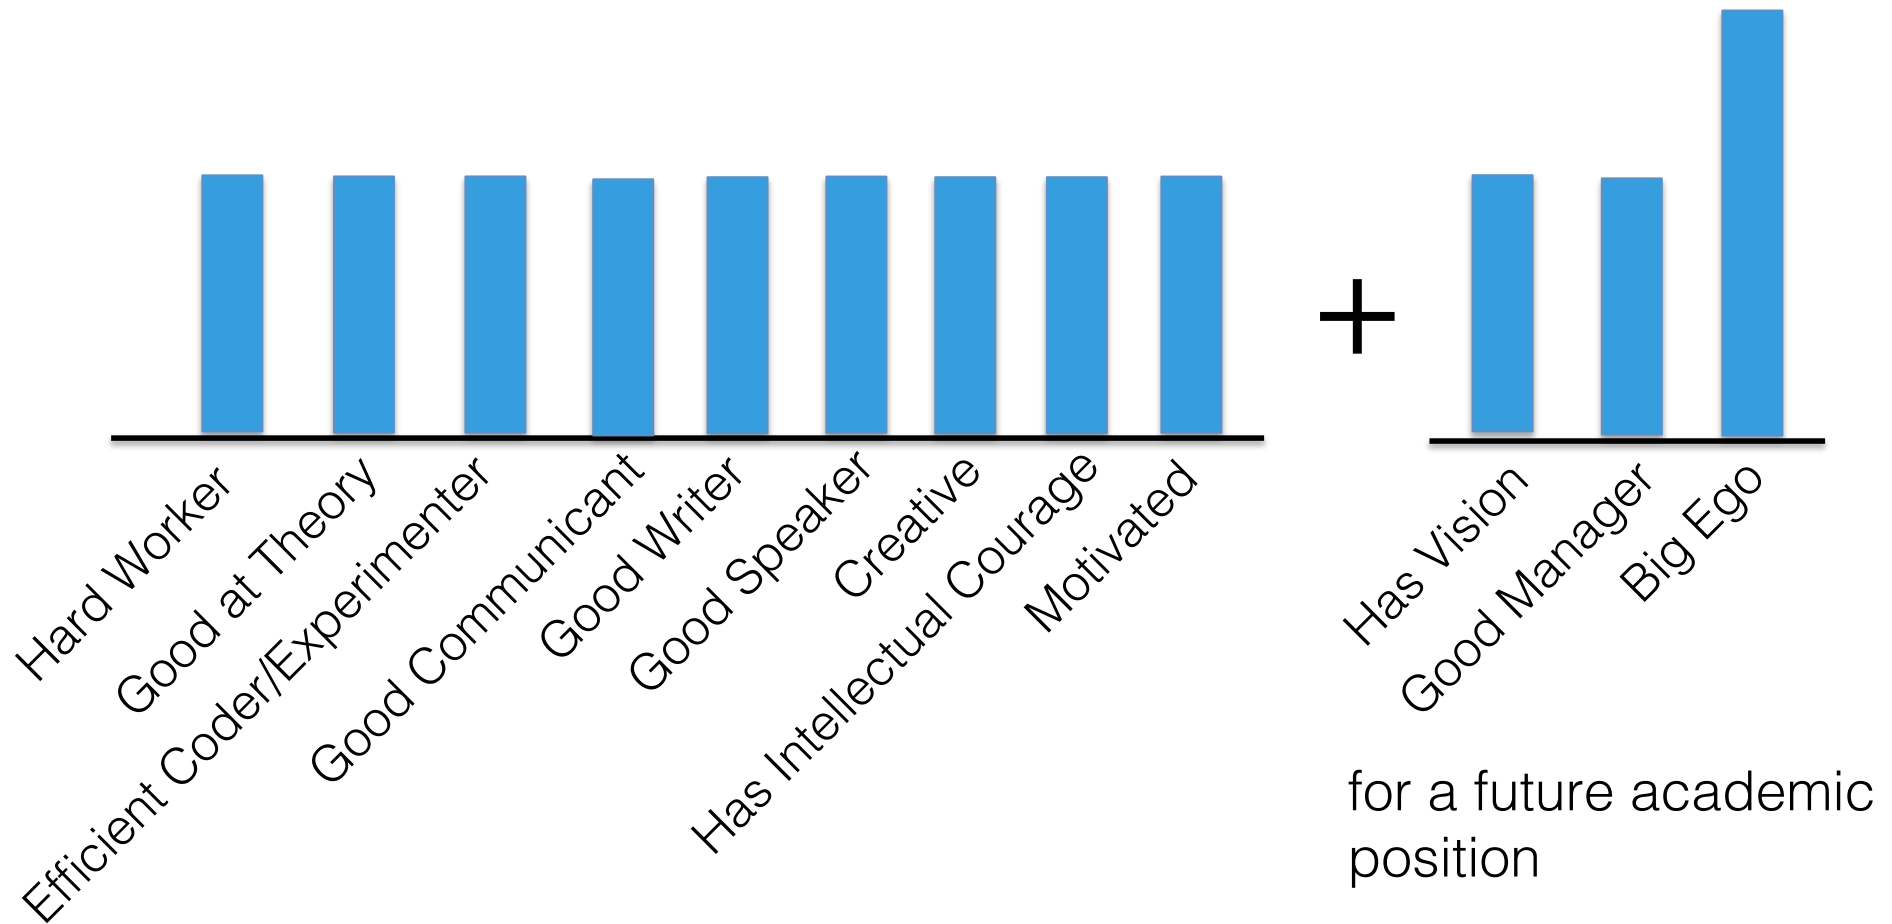 Hard Worker
Good at Theory
Efficient Coder/Experimenter
Good Communicant
Good Writer
Good Speaker
Creative
Has Intellectual Courage
Motivated
+
Has Vision
Good Manager
Big Ego
for a future academic
position